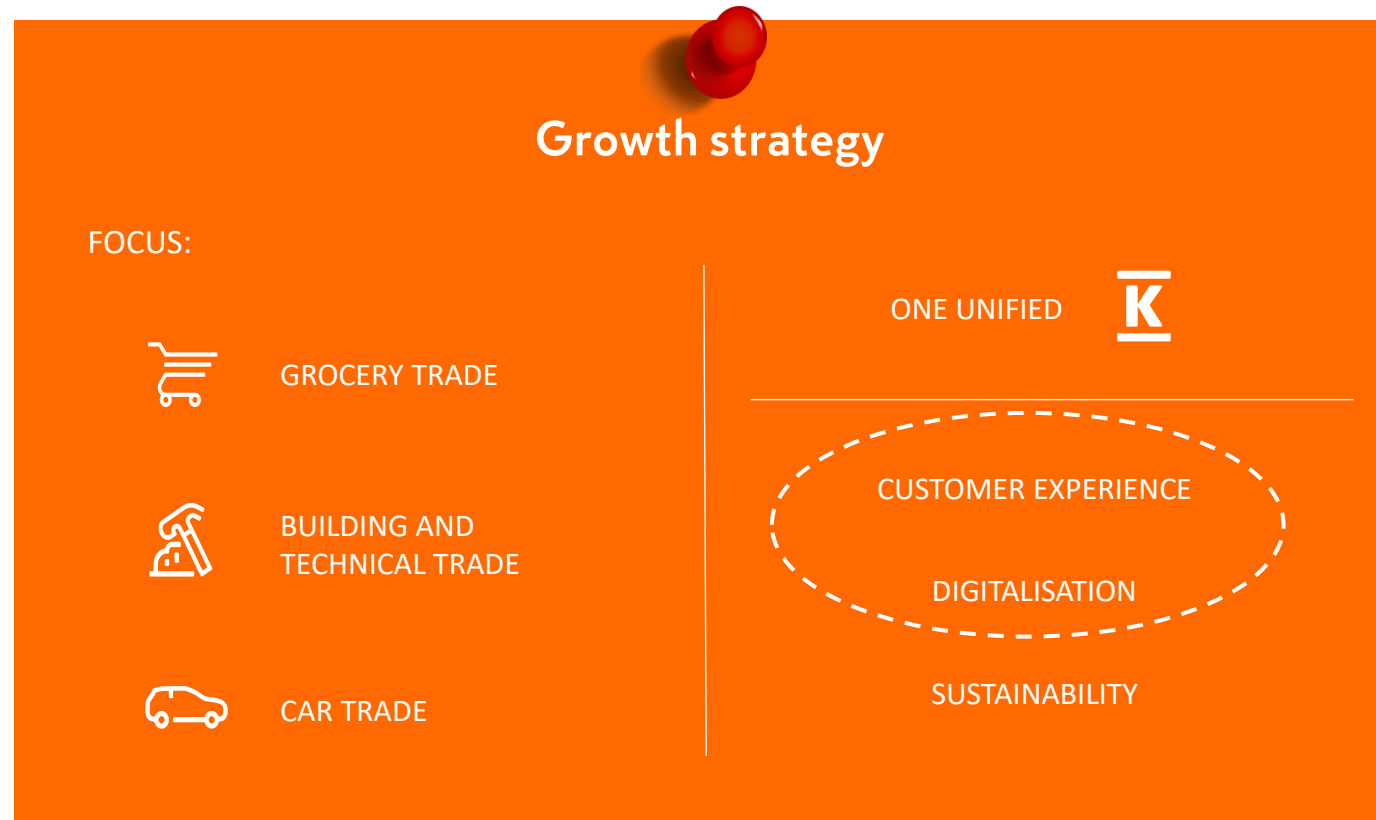 Growth strategy
FOCUS:
GROCERY TRADE
BUILDING AND
TECHNICAL TRADE
CAR TRADE
ONE UNIFIED K
CUSTOMER EXPERIENCE
DIGITALISATION
SUSTAINABILITY